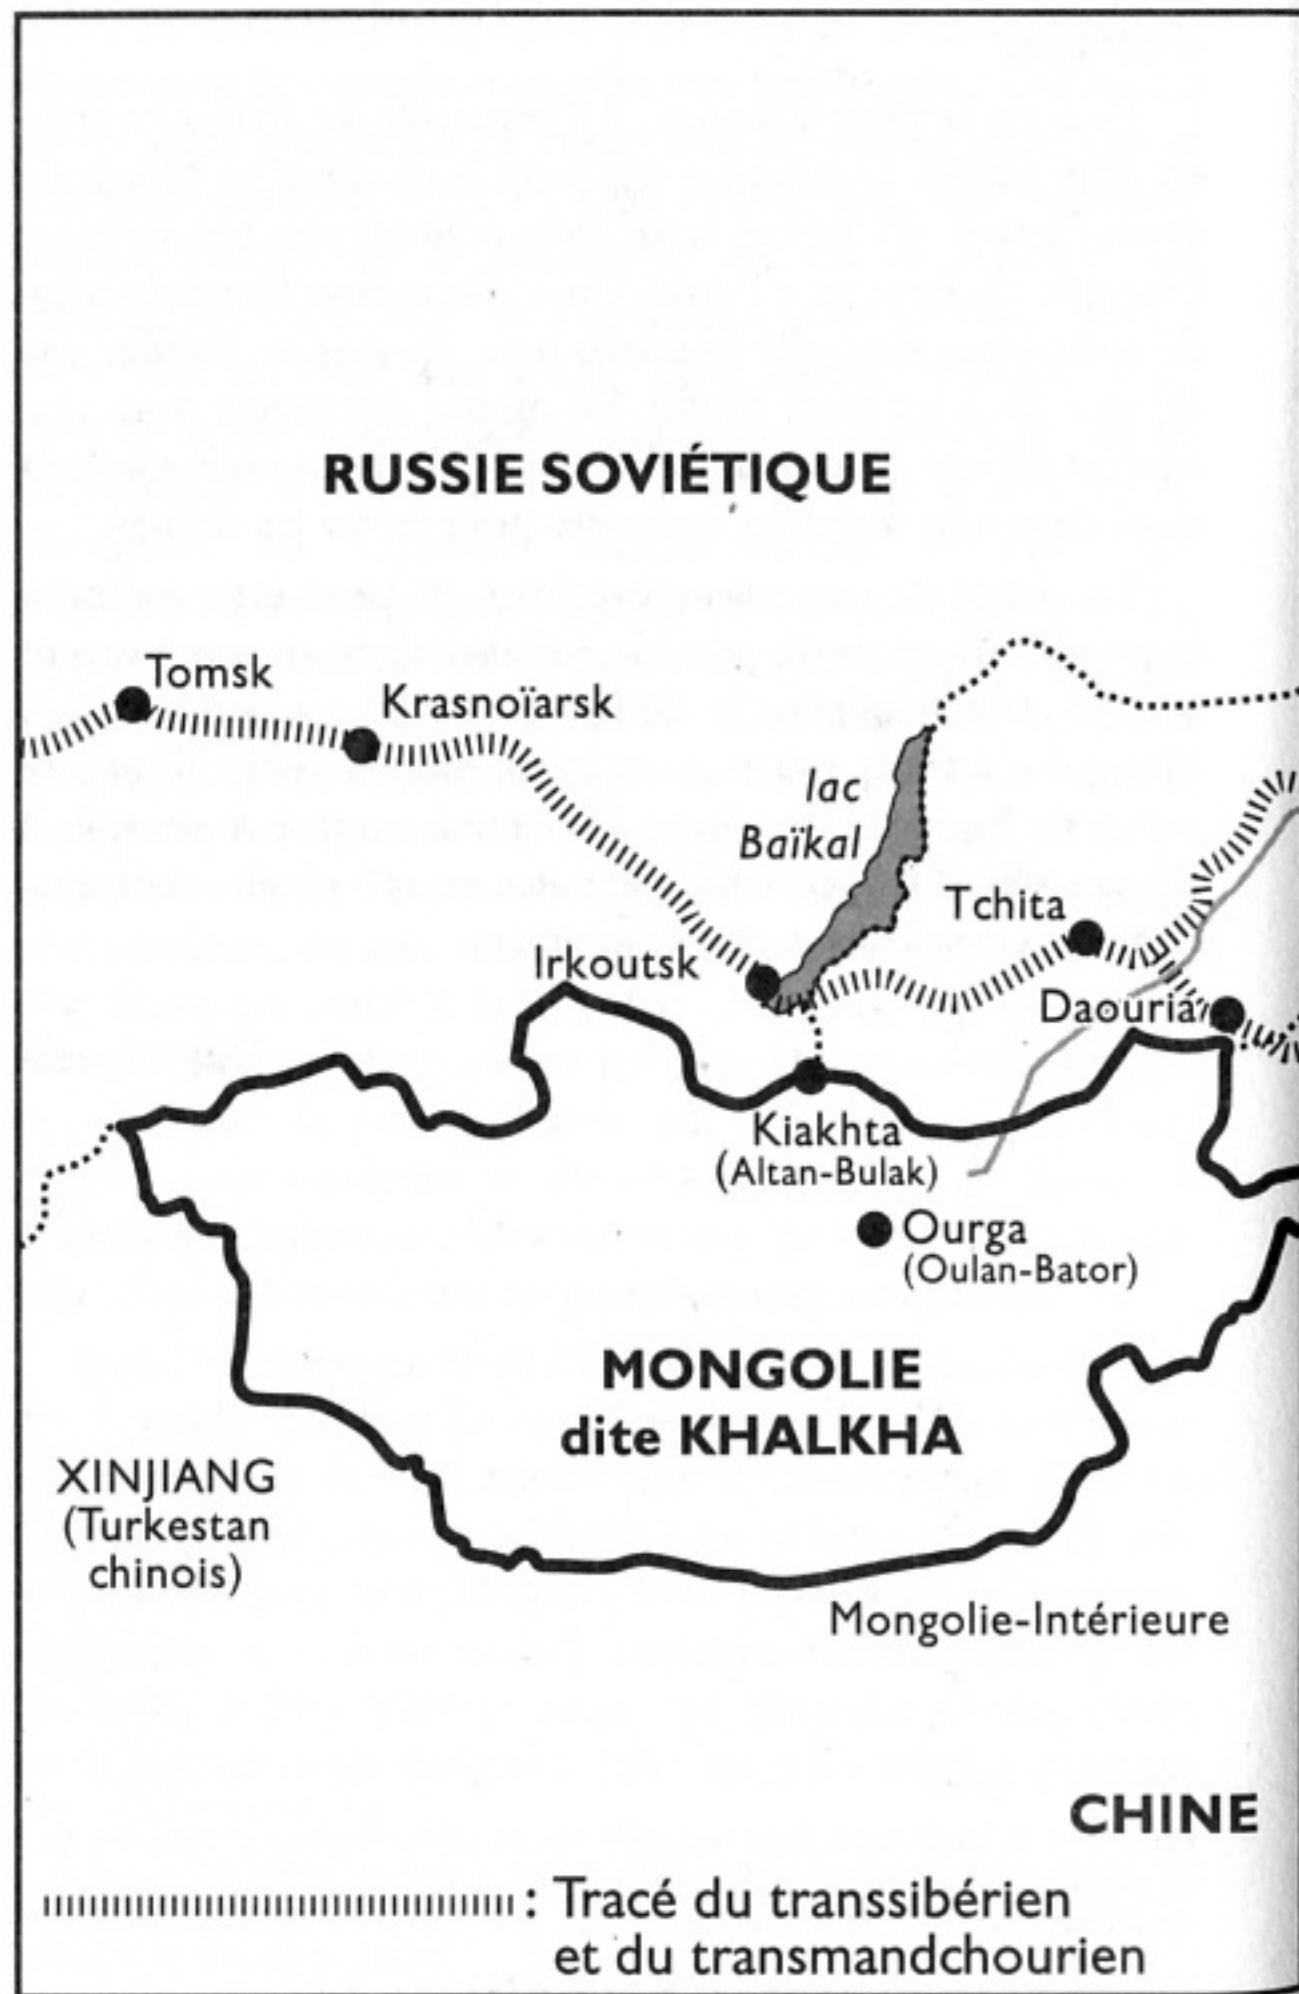 RUSSIE SOVIÉTIQUE
Tomsk
Krasnoïarsk
lac
Baïkal
Tchita
Irkoutsk
Daouria
Kiakhta
(Altan-Bulak)
Ourga
(Oulan-Bator)
MONGOLIE
dite KHALKHA
XINJIANG
(Turkestan
chinois)
Mongolie-Intérieure
CHINE
: Tracé du transsibérien
et du transmandchourien